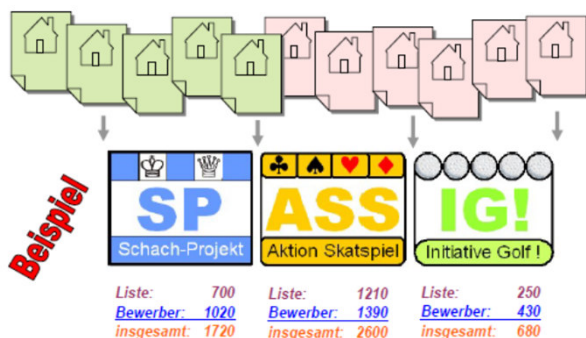 Beispiel
SP
Schach-Projekt
ASS
Aktion Skatspiel
IG!
Initiative Golf !
Liste: 700
Bewerber: 1020
insgesamt: 1720
Liste: 1210
Bewerber: 1390
insgesamt: 2600
Liste: 250
Bewerber: 430
insgesamt: 680